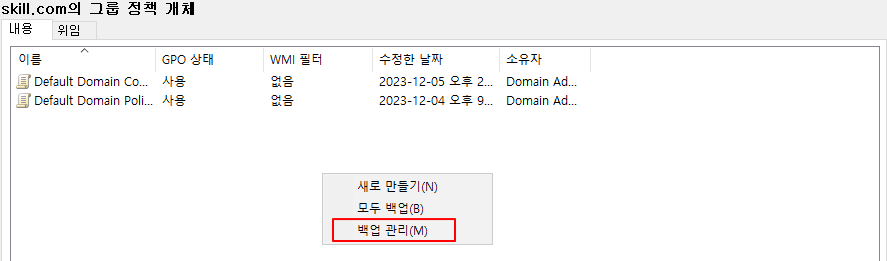 skill.com의 그룹 정책 개체
내용 위임
이름 GPO 상태 WMI 필터 수정한 날짜 소유자
Default Domain Co... 사용 없음 2023-12-05 오후 2... Domain Ad...
Default Domain Poli... 사용 없음 2023-12-04 오후 9... Domain Ad...
새로 만들기(N)
모두 백업(B)
백업 관리(M)